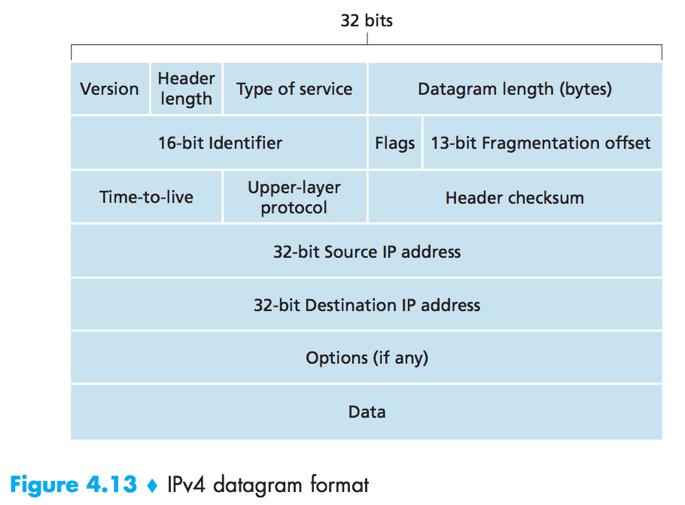 32 bits
Version
Header
length
Type of service
Datagram length (bytes)
16-bit Identifier
Flags
13-bit Fragmentation offset
Time-to-live
Upper-layer
protocol
Header checksum
32-bit Source IP address
32-bit Destination IP address
Options (if any)
Data
Figure 4.13 ♦ IPv4 datagram format